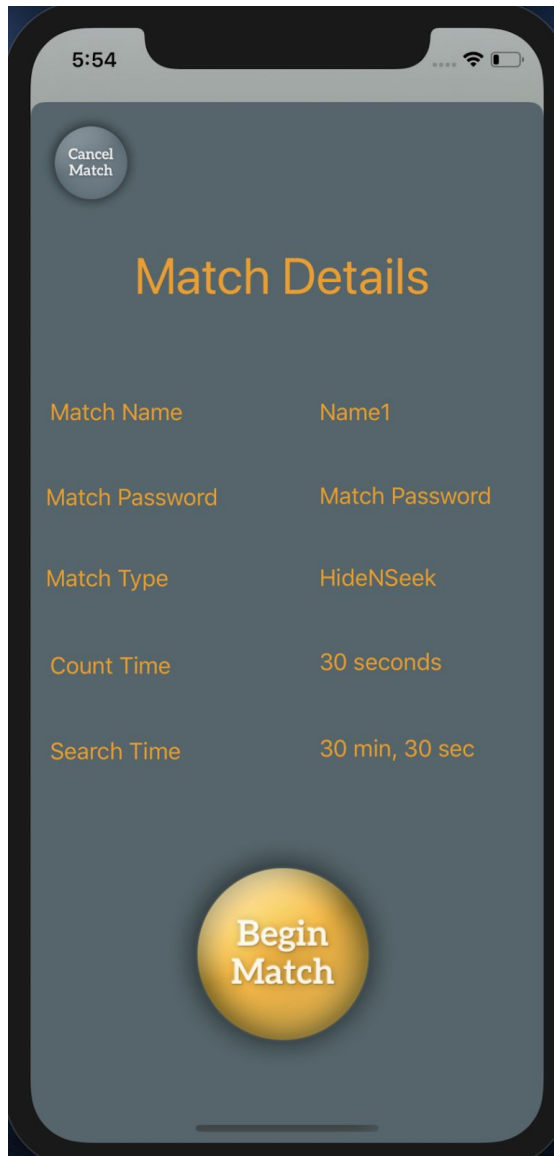 5:54
Cancel
Match
Match Details
Match Name Name1
Match Password Match Password
Match Type HideNSeek
Count Time 30 seconds
Search Time 30 min, 30 sec
Begin
Match